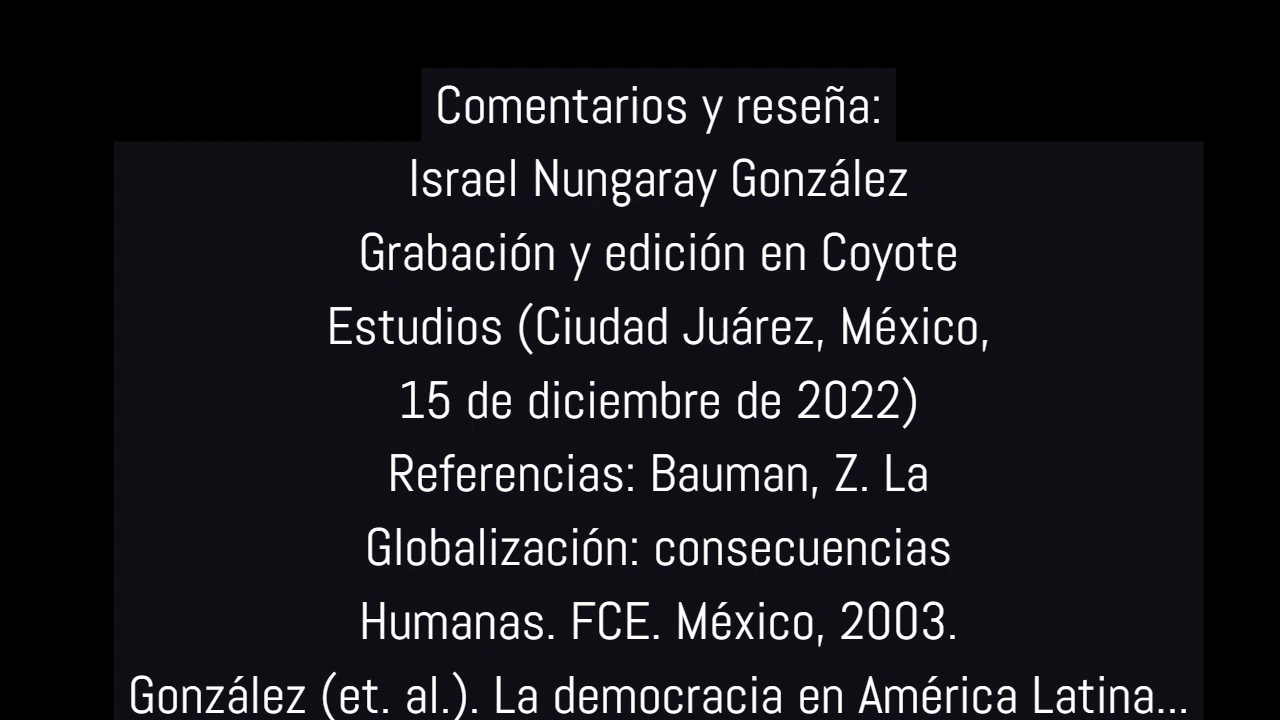 Comentarios y reseña:
Israel Nungaray González
Grabación y edición en Coyote
Estudios (Ciudad Juárez, México,
15 de diciembre de 2022)
Referencias: Bauman, Z. La
Globalización: consecuencias
Humanas. FCE. México, 2003.
González (et. al.). La democracia en América Latina...